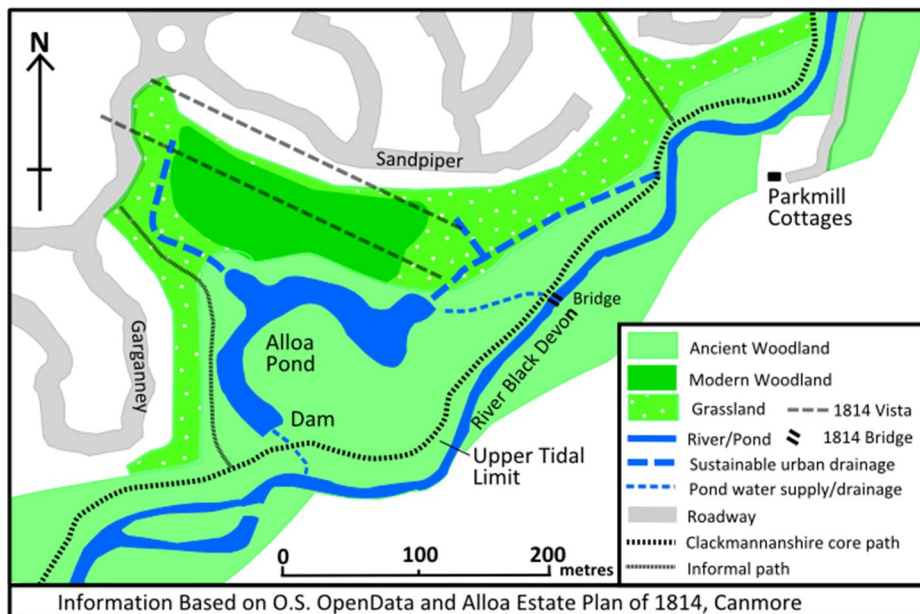 N
Sandpiper
Parkmill
Cottages
Bridge
Garganney
Alloa
Pond
River Black Devon
Dam
Upper Tidal
Limit
0 100 200
metres
Ancient Woodland
Modern Woodland
Grassland
1814 Vista
River/Pond
1814 Bridge
Sustainable urban drainage
Pond water supply/drainage
Roadway
Clackmannanshire core path
Informal path
Information Based on O.S. OpenData and Alloa Estate Plan of 1814, Canmore